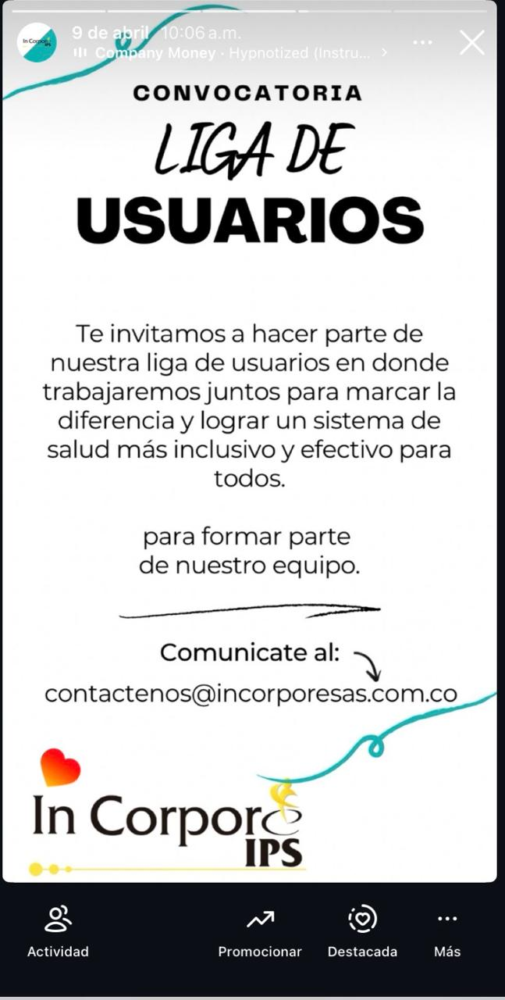 9 de abril 10:06 a.m.
Company Money · Hypnotized (Instru...
CONVOCATORIA
LIGA DE
USUARIOS
Te invitamos a hacer parte de
nuestra liga de usuarios en donde
trabajaremos juntos para marcar la
diferencia y lograr un sistema de
salud más inclusivo y efectivo para
todos.
para formar parte
de nuestro equipo.
Comunicate al:
contactenos@incorporesas.com.co
In Corpore
IPS
Actividad
Promocionar
Destacada
Más